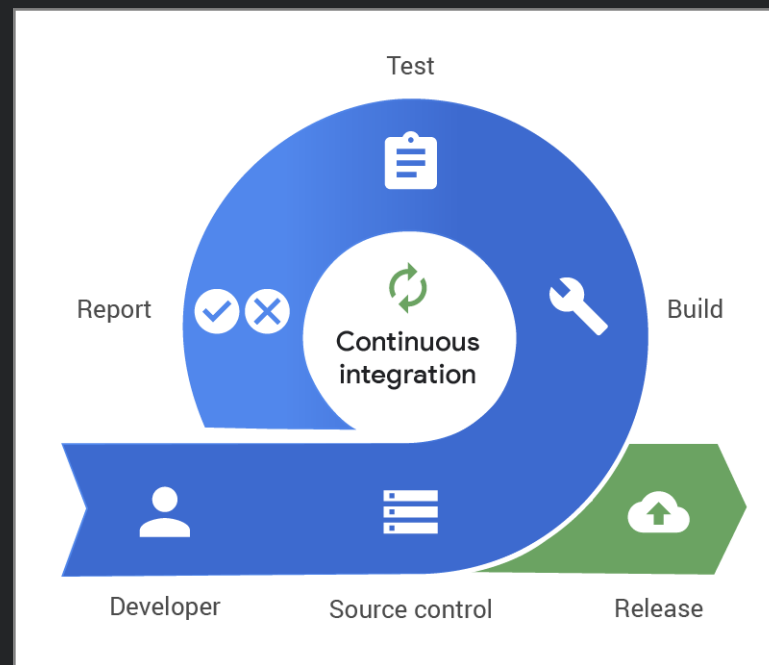 Test
Report
Continuous
integration
Build
Developer
Source control
Release